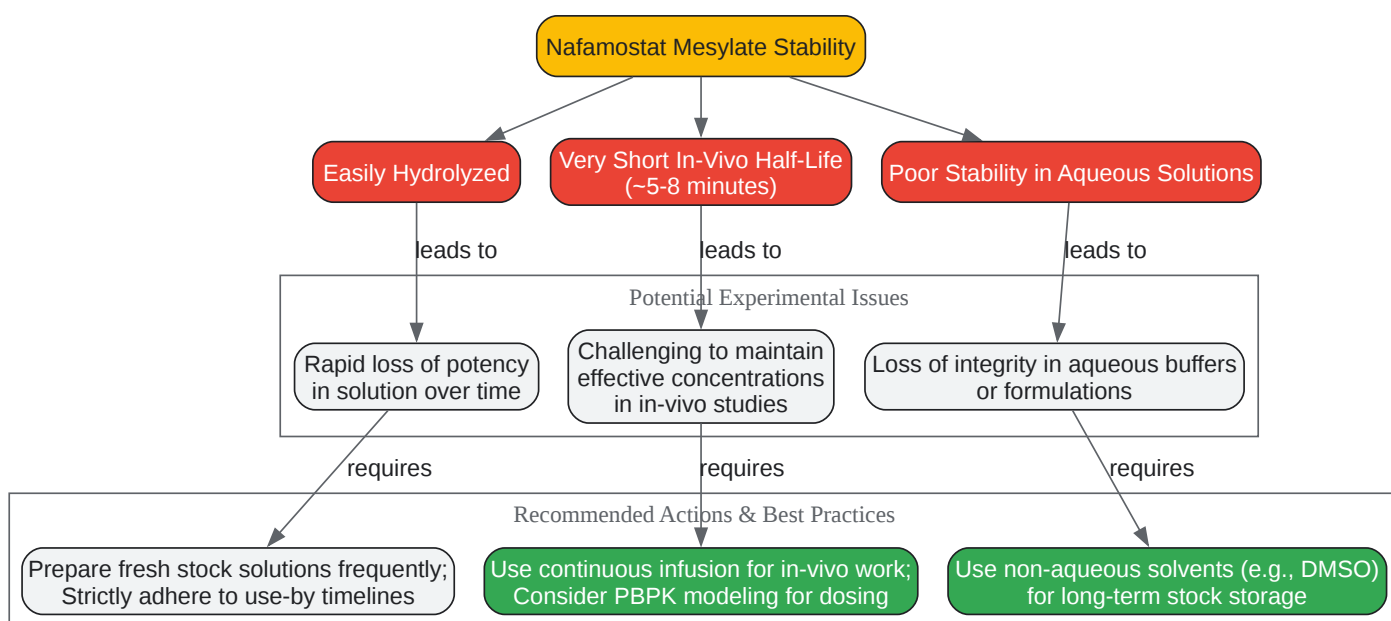 Nafamostat Mesylate Stability
Easily Hydrolyzed
Very Short In-Vivo Half-Life
(~5-8 minutes)
Poor Stability in Aqueous Solutions
leads to
leads to
leads to
Potential Experimental Issues
Rapid loss of potency
in solution over time
Challenging to maintain
effective concentrations
in in-vivo studies
Loss of integrity in aqueous buffers
or formulations
requires
requires
requires
Recommended Actions & Best Practices
Prepare fresh stock solutions frequently;
Strictly adhere to use-by timelines
Use continuous infusion for in-vivo work;
Consider PBPK modeling for dosing
Use non-aqueous solvents (e.g., DMSO)
for long-term stock storage